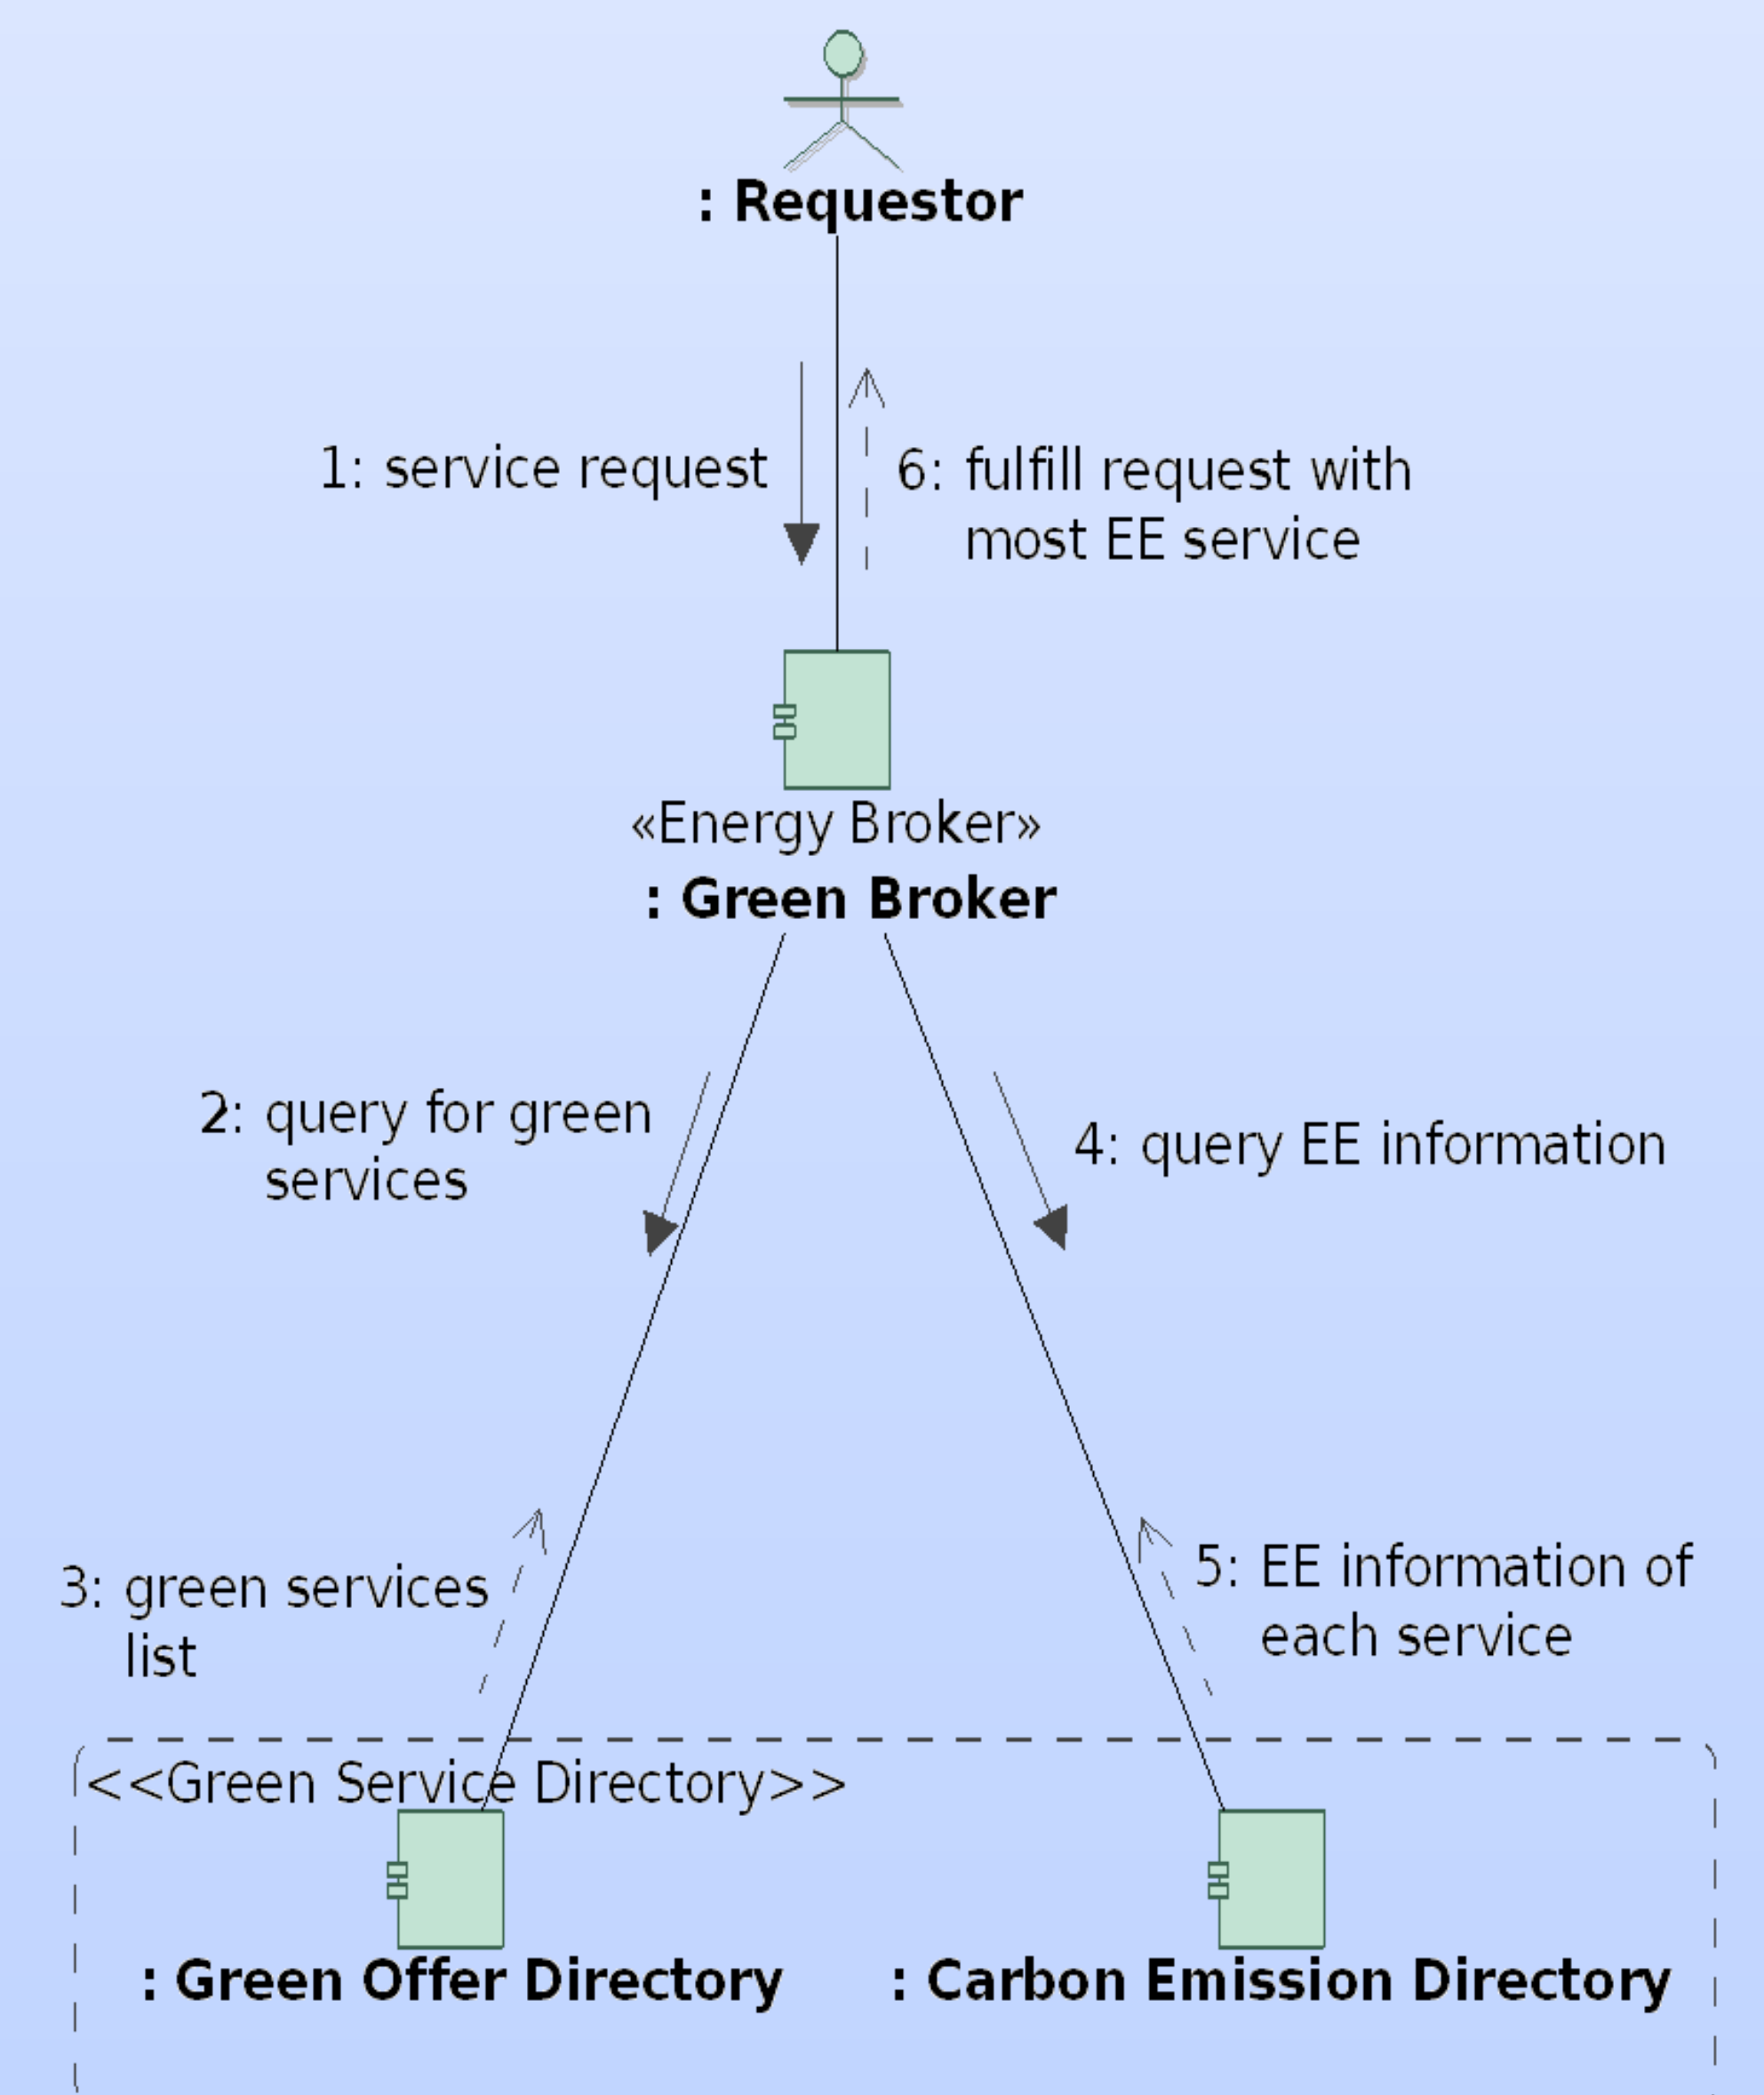 : Requestor
1: service request
6: fulfill request with
most EE service
«Energy Broker»
: Green Broker
2: query for green
services
4: query EE information
3: green services
list
5: EE information of
each service
<<Green Service Directory>>
: Green Offer Directory
: Carbon Emission Directory